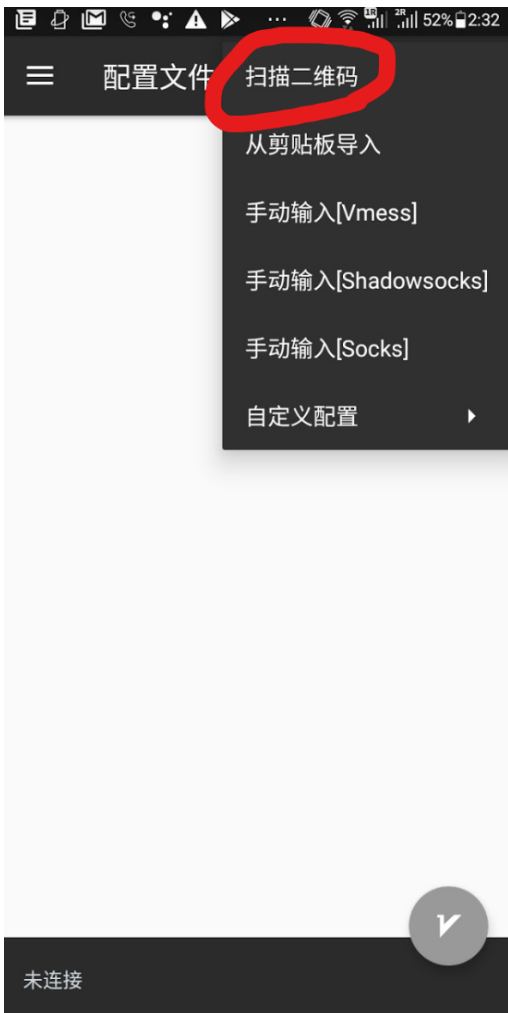 52% 2:32
配置文件
扫描二维码
从剪贴板导入
手动输入[Vmess]
手动输入[Shadowsocks]
手动输入[Socks]
自定义配置
未连接